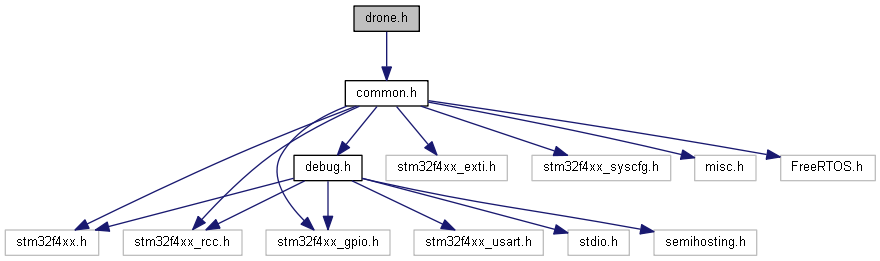 drone.h
common.h
debug.h
stm32f4xx_exti.h
stm32f4xx_syscfg.h
misc.h
FreeRTOS.h
stm32f4xx.h
stm32f4xx_rcc.h
stm32f4xx_gpio.h
stm32f4xx_usart.h
stdio.h
semihosting.h